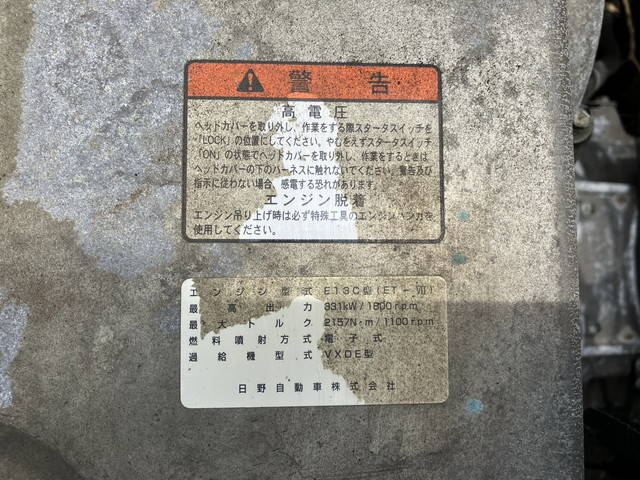 警告
高電圧
ヘッドカバーを取り外し、作業をする際スタータスイッチを
「LOCK」の位置にしてください。やむをえずスタータスイッチ
「ON」の状態でヘッドカバーを取り外し、作業をするときは、
ヘッドカバーの下のハーネスに触れないでください。警告及び
指示に従わない場合、感電する恐れがあります。
エンジン脱着
エンジン吊り上げ時は必ず特殊工具のエンジンハンガを
使用してください。
エンジン型式 E13C型(ET-Ⅶ)
最高出力 331kW/1800r.p.m
最大トルク 2157N・m/1100r.p.m
燃料噴射方式 電子式
過給機型式 VXDE型
日野自動車株式会社